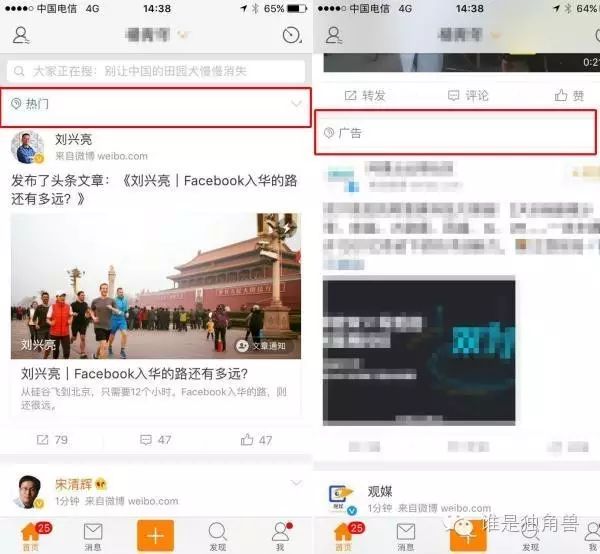 中国电信 4G 14:38 65%
大家正在搜：别让中国的田园犬慢慢消失
热门
刘兴亮
来自微博 weibo.com
发布了头条文章：《刘兴亮｜Facebook入华的路
还有多远？》
刘兴亮
文章通知
刘兴亮｜Facebook入华的路还有多远?
从硅谷飞到北京，只需要12个小时。Facebook入华的路，则
还很远。
79 47 47
宋清辉
1分钟 来自微博 weibo.com
25
首页 消息 发现 我
中国电信 4G 14:38 64%
0:2
转发 评论 赞
广告
观媒
1分钟 来自微博 weibo.com
25
首页 消息 发现 我
谁是独角兽